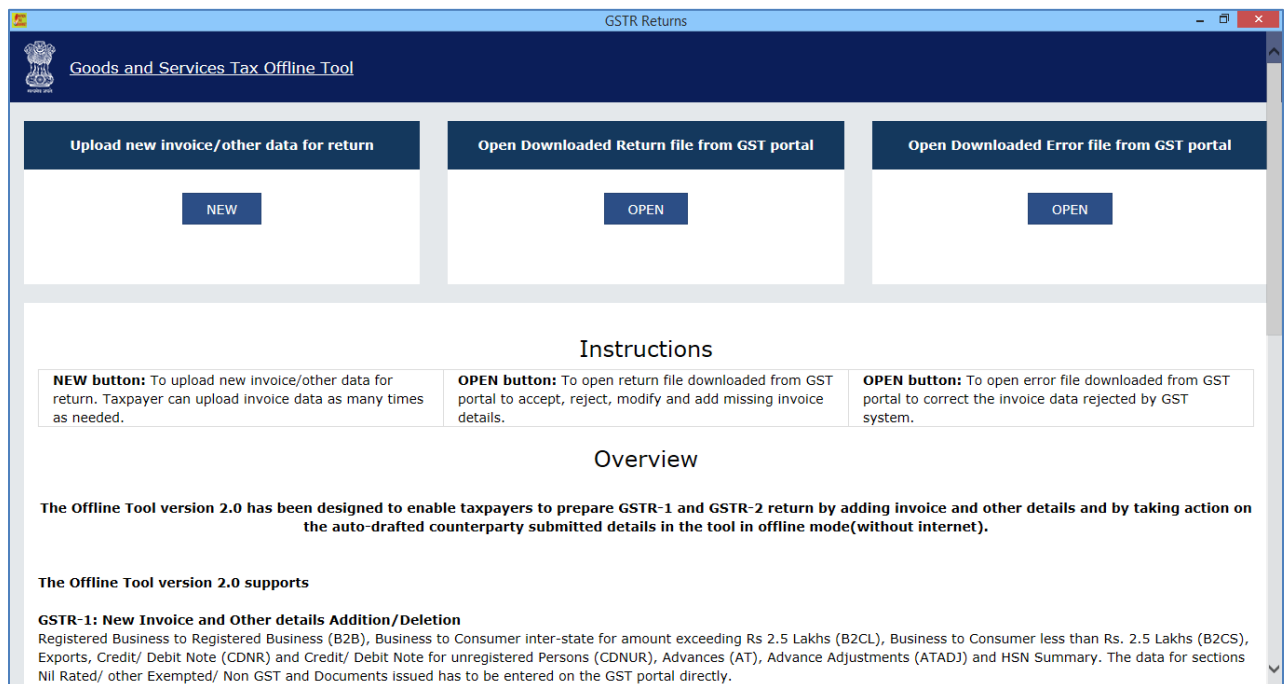 GSTR Returns
Goods and Services Tax Offline Tool
Upload new invoice/other data for return
Open Downloaded Return file from GST portal
Open Downloaded Error file from GST portal
NEW
OPEN
OPEN
Instructions
NEW button: To upload new invoice/other data for
return. Taxpayer can upload invoice data as many times
as needed.
OPEN button: To open return file downloaded from GST
portal to accept, reject, modify and add missing invoice
details.
OPEN button: To open error file downloaded from GST
portal to correct the invoice data rejected by GST
system.
Overview
The Offline Tool version 2.0 has been designed to enable taxpayers to prepare GSTR-1 and GSTR-2 return by adding invoice and other details and by taking action on
the auto-drafted counterparty submitted details in the tool in offline mode(without internet).
The Offline Tool version 2.0 supports
GSTR-1: New Invoice and Other details Addition/Deletion
Registered Business to Registered Business (B2B), Business to Consumer inter-state for amount exceeding Rs 2.5 Lakhs (B2CL), Business to Consumer less than Rs. 2.5 Lakhs (B2CS),
Exports, Credit/ Debit Note (CDNR) and Credit/ Debit Note for unregistered Persons (CDNUR), Advances (AT), Advance Adjustments (ATADJ) and HSN Summary. The data for sections
Nil Rated/ other Exempted/ Non GST and Documents issued has to be entered on the GST portal directly.